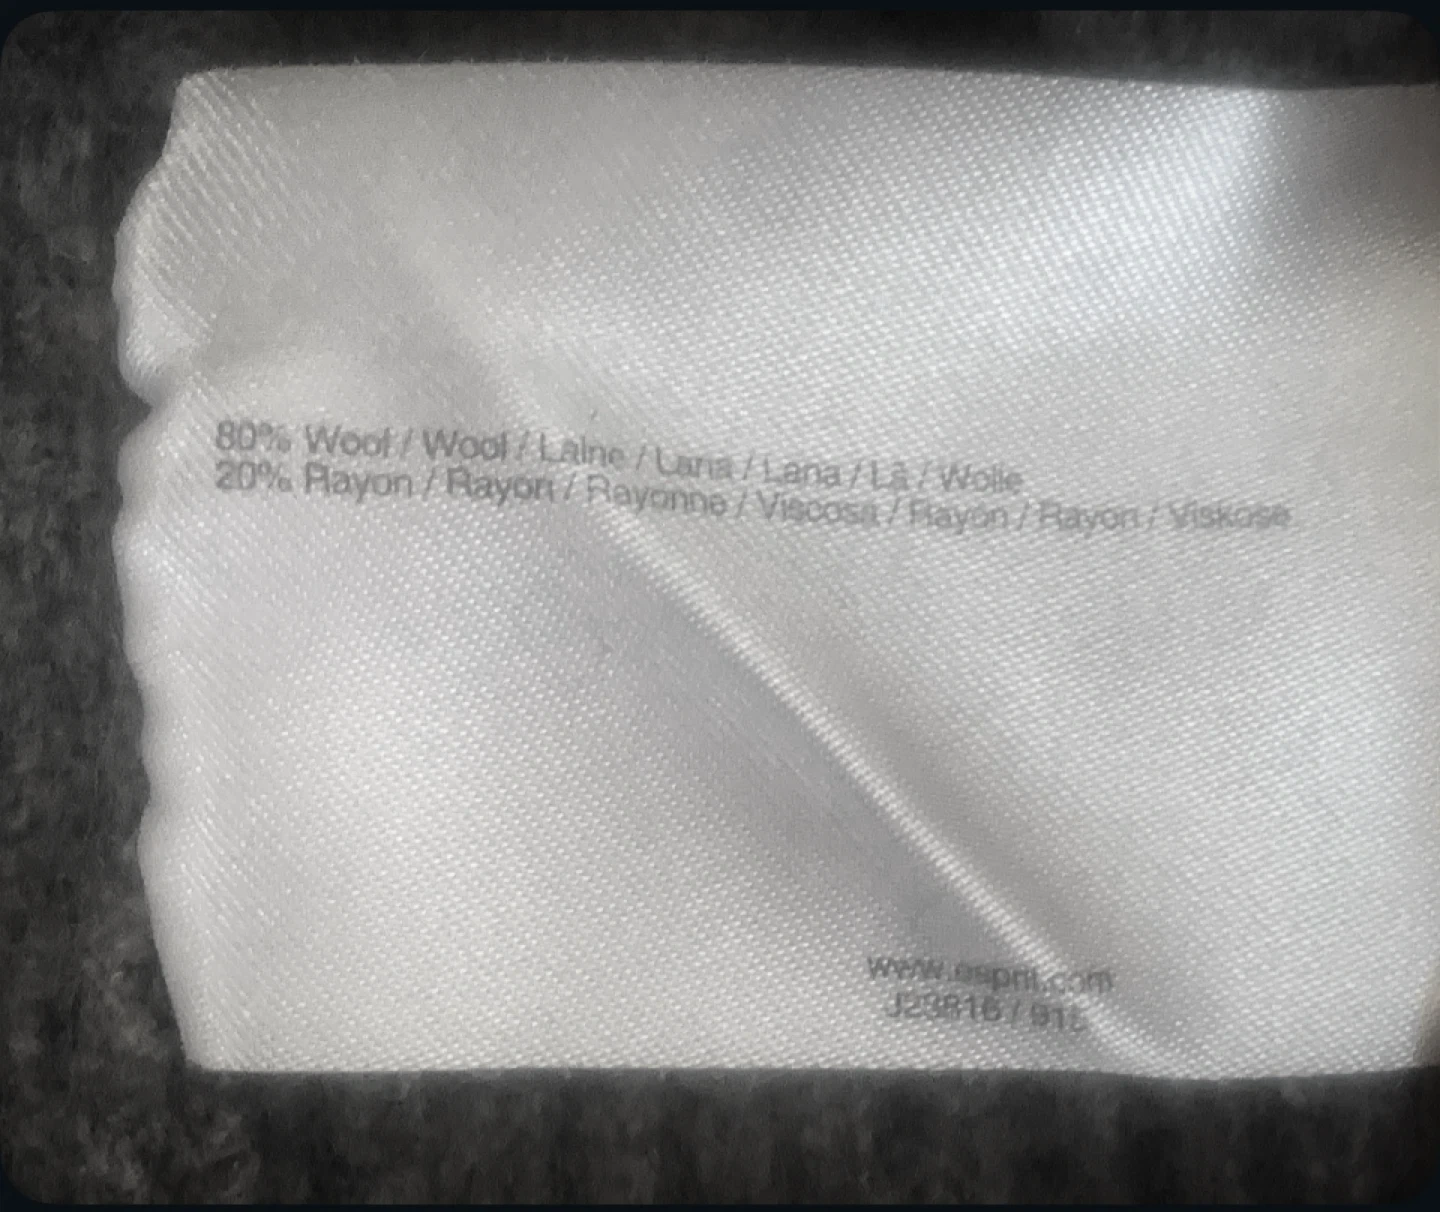 80% Wool / Wool / Laine / Lana / Lana / Lã / Wolle
20% Rayon / Rayon / Rayonne / Viscosa / Rayon / Rayon / Viskose
www.esprit.com
J23816 /